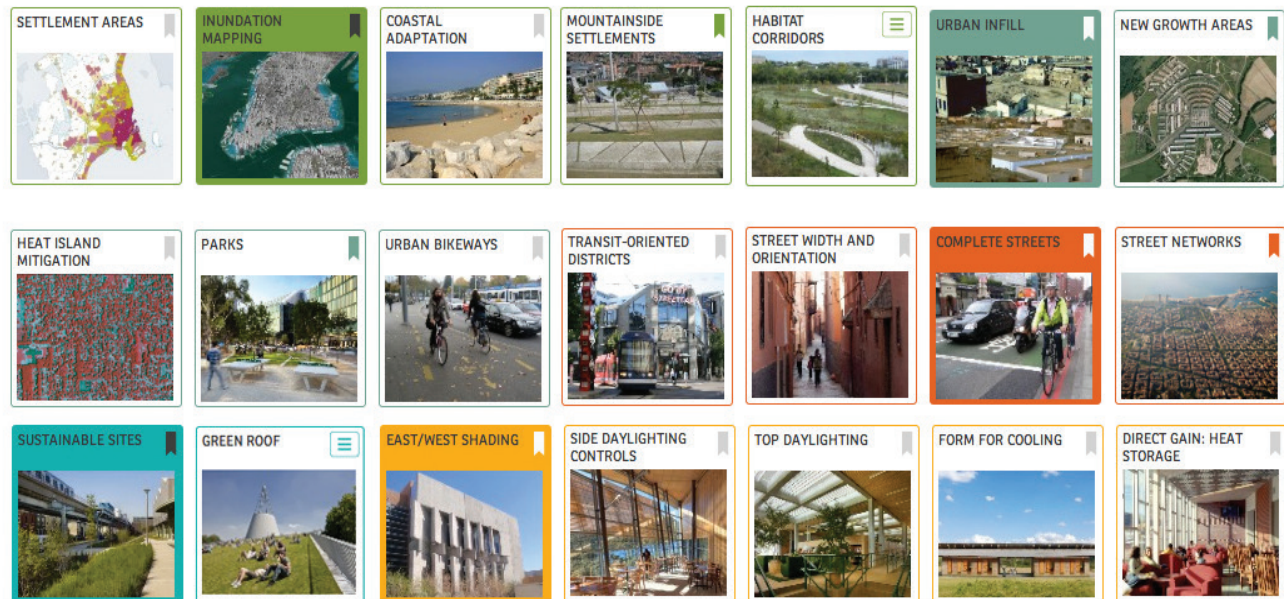 SETTLEMENT AREAS
INUNDATION
MAPPING
COASTAL
ADAPTATION
MOUNTAINSIDE
SETTLEMENTS
HABITAT
CORRIDORS
URBAN INFILL
NEW GROWTH AREAS
HEAT ISLAND
MITIGATION
PARKS
URBAN BIKEWAYS
TRANSIT-ORIENTED
DISTRICTS
STREET WIDTH AND
ORIENTATION
COMPLETE STREETS
STREET NETWORKS
SUSTAINABLE SITES
GREEN ROOF
EAST/WEST SHADING
SIDE DAYLIGHTING
CONTROLS
TOP DAYLIGHTING
FORM FOR COOLING
DIRECT GAIN: HEAT
STORAGE